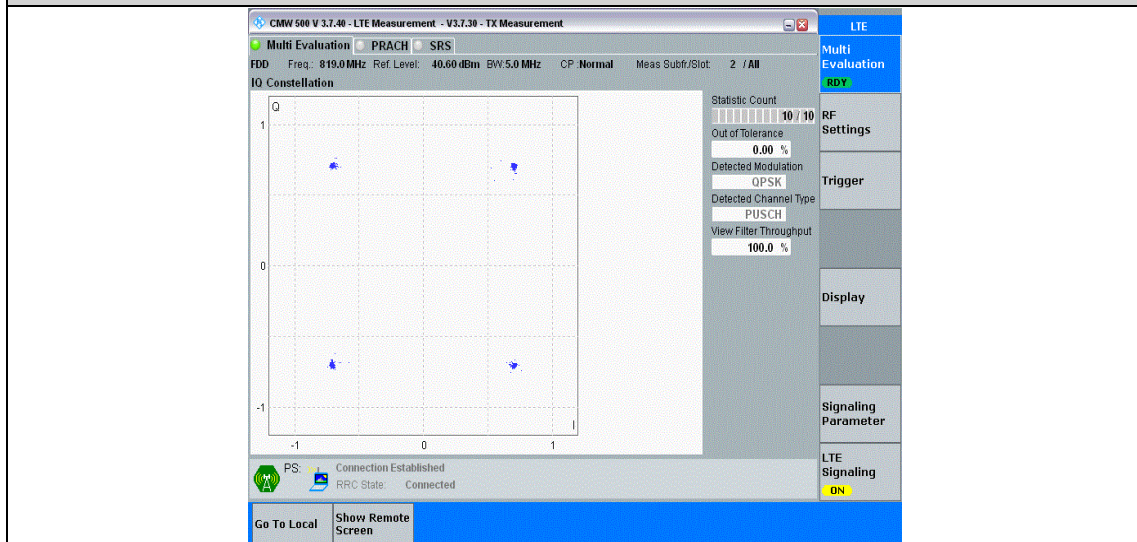 CMW 500 V 3.7.40 - LTE Measurement - V3.7.30 - TX Measurement
LTE
Multi Evaluation PRACH SRS
Multi
Evaluation
RDY
FDD Freq.: 819.0 MHz Ref. Level: 40.60 dBm BW: 5.0 MHz CP :Normal Meas Subfr./Slot: 2 / All
IQ Constellation
Q
1
0
-1
-1 0 1
I
Statistic Count
10 / 10
Out of Tolerance
0.00 %
Detected Modulation
QPSK
Detected Channel Type
PUSCH
View Filter Throughput
100.0 %
RF
Settings
Trigger
Display
Signaling
Parameter
LTE
Signaling
ON
PS: Connection Established
RRC State: Connected
Go To Local
Show Remote
Screen